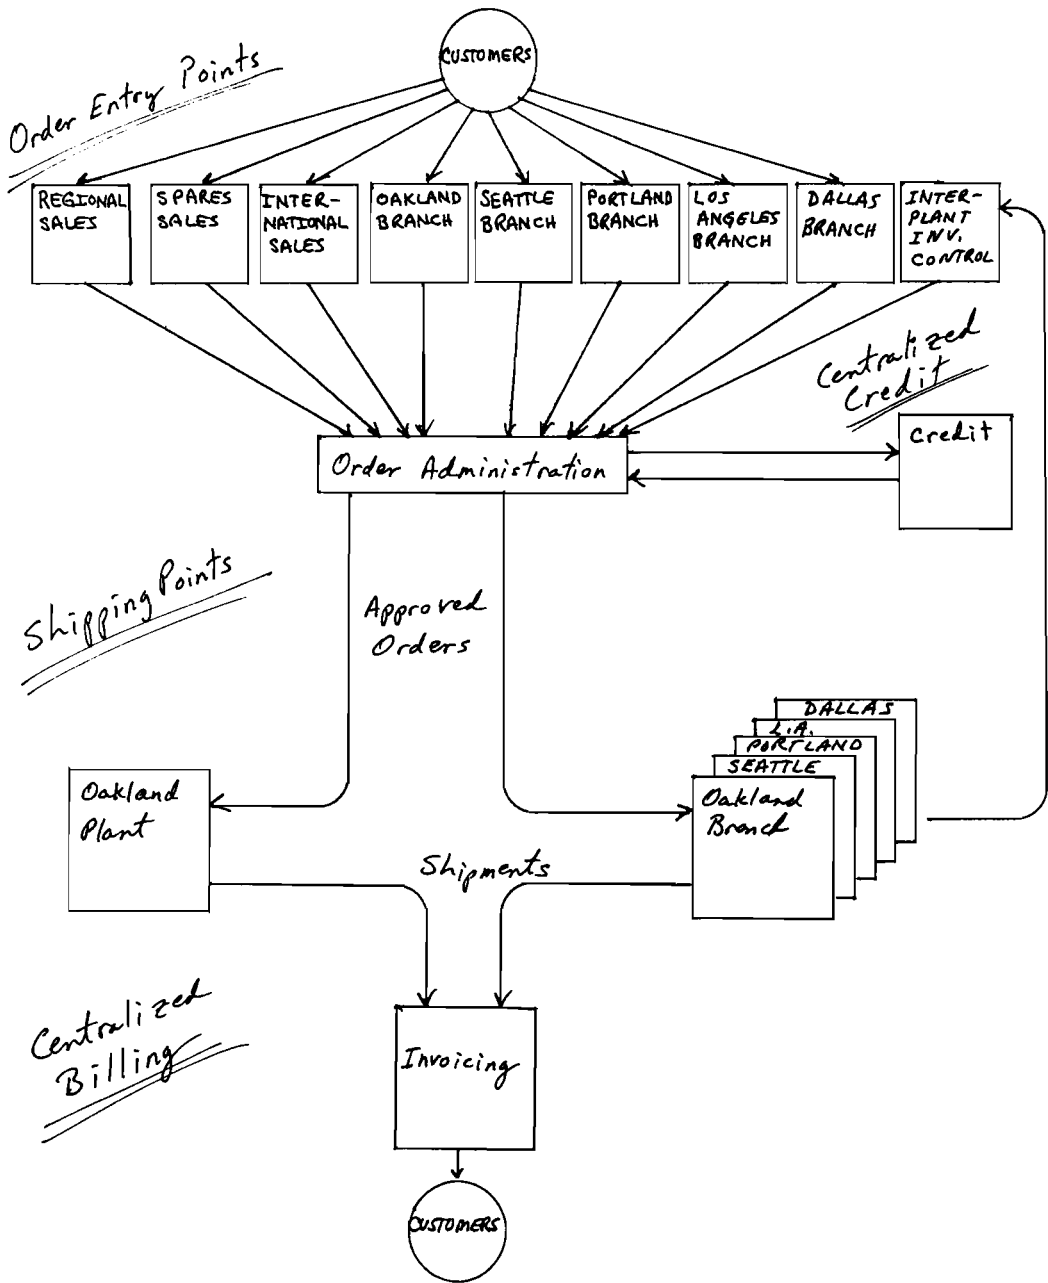 CUSTOMERS
Order Entry Points
REGIONAL
SALES
SPARES
SALES
INTER-
NATIONAL
SALES
OAKLAND
BRANCH
SEATTLE
BRANCH
PORTLAND
BRANCH
LOS
ANGELES
BRANCH
DALLAS
BRANCH
INTER-
PLANT
INV.
CONTROL
Centralized
Credit
Credit
Order Administration
Shipping Points
Approved
Orders
DALLAS
L.A.
PORTLAND
SEATTLE
Oakland
Branch
Oakland
Plant
Shipments
Centralized
Billing
Invoicing
CUSTOMERS